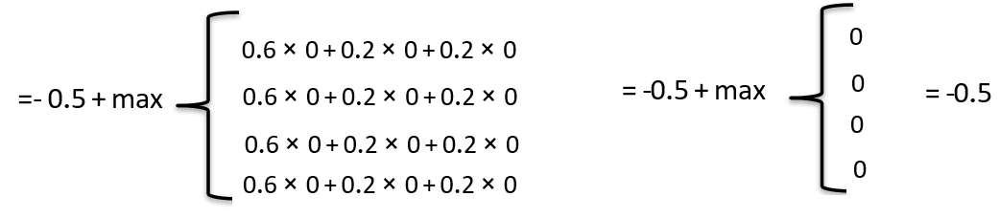 =- 0.5 + max
0.6 × 0 + 0.2 × 0 + 0.2 × 0
0.6 × 0 + 0.2 × 0 + 0.2 × 0
0.6 × 0 + 0.2 × 0 + 0.2 × 0
0.6 × 0 + 0.2 × 0 + 0.2 × 0
= -0.5 + max
0
0
0
0
= -0.5